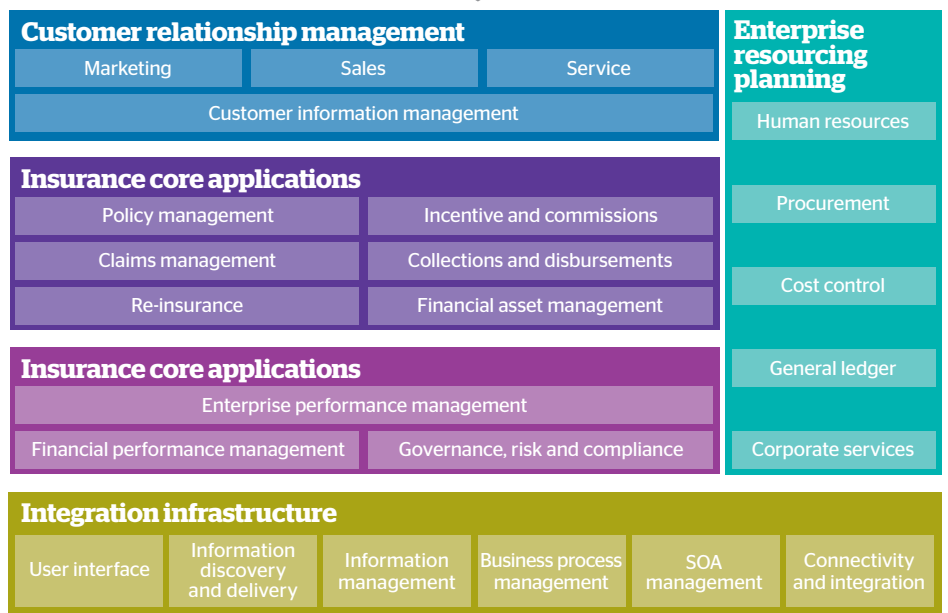 Customer relationship management
Marketing
Sales
Service
Customer information management
Insurance core applications
Policy management
Incentive and commissions
Claims management
Collections and disbursements
Re-insurance
Financial asset management
Insurance core applications
Enterprise performance management
Financial performance management
Governance, risk and compliance
Enterprise
resourcing
planning
Human resources
Procurement
Cost control
General ledger
Corporate services
Integration infrastructure
User interface
Information
discovery
and delivery
Information
management
Business process
management
SOA
management
Connectivity
and integration